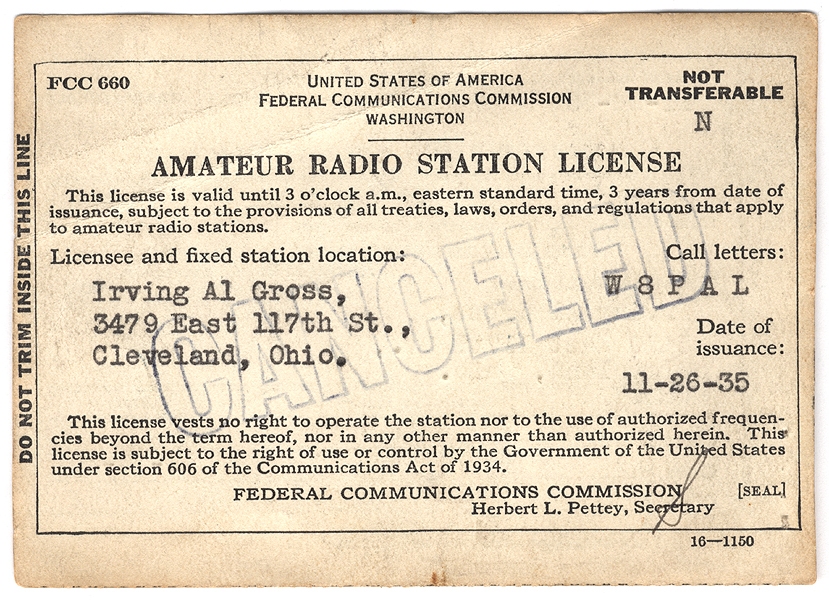 FCC 660
UNITED STATES OF AMERICA
FEDERAL COMMUNICATIONS COMMISSION
WASHINGTON
NOT
TRANSFERABLE
N
AMATEUR RADIO STATION LICENSE
This license is valid until 3 o'clock a.m., eastern standard time, 3 years from date of
issuance, subject to the provisions of all treaties, laws, orders, and regulations that apply
to amateur radio stations.
Licensee and fixed station location:
Call letters:
Irving Al Gross,
W 8 P A L
3479 East 117th St.,
Date of
issuance:
Cleveland, Ohio.
11-26-35
CANCELED
This license vests no right to operate the station nor to the use of authorized frequen-
cies beyond the term hereof, nor in any other manner than authorized herein. This
license is subject to the right of use or control by the Government of the United States
under section 606 of the Communications Act of 1934.
FEDERAL COMMUNICATIONS COMMISSION
[SEAL]
Herbert L. Pettey, Secretary
16—1150
DO NOT TRIM INSIDE THIS LINE